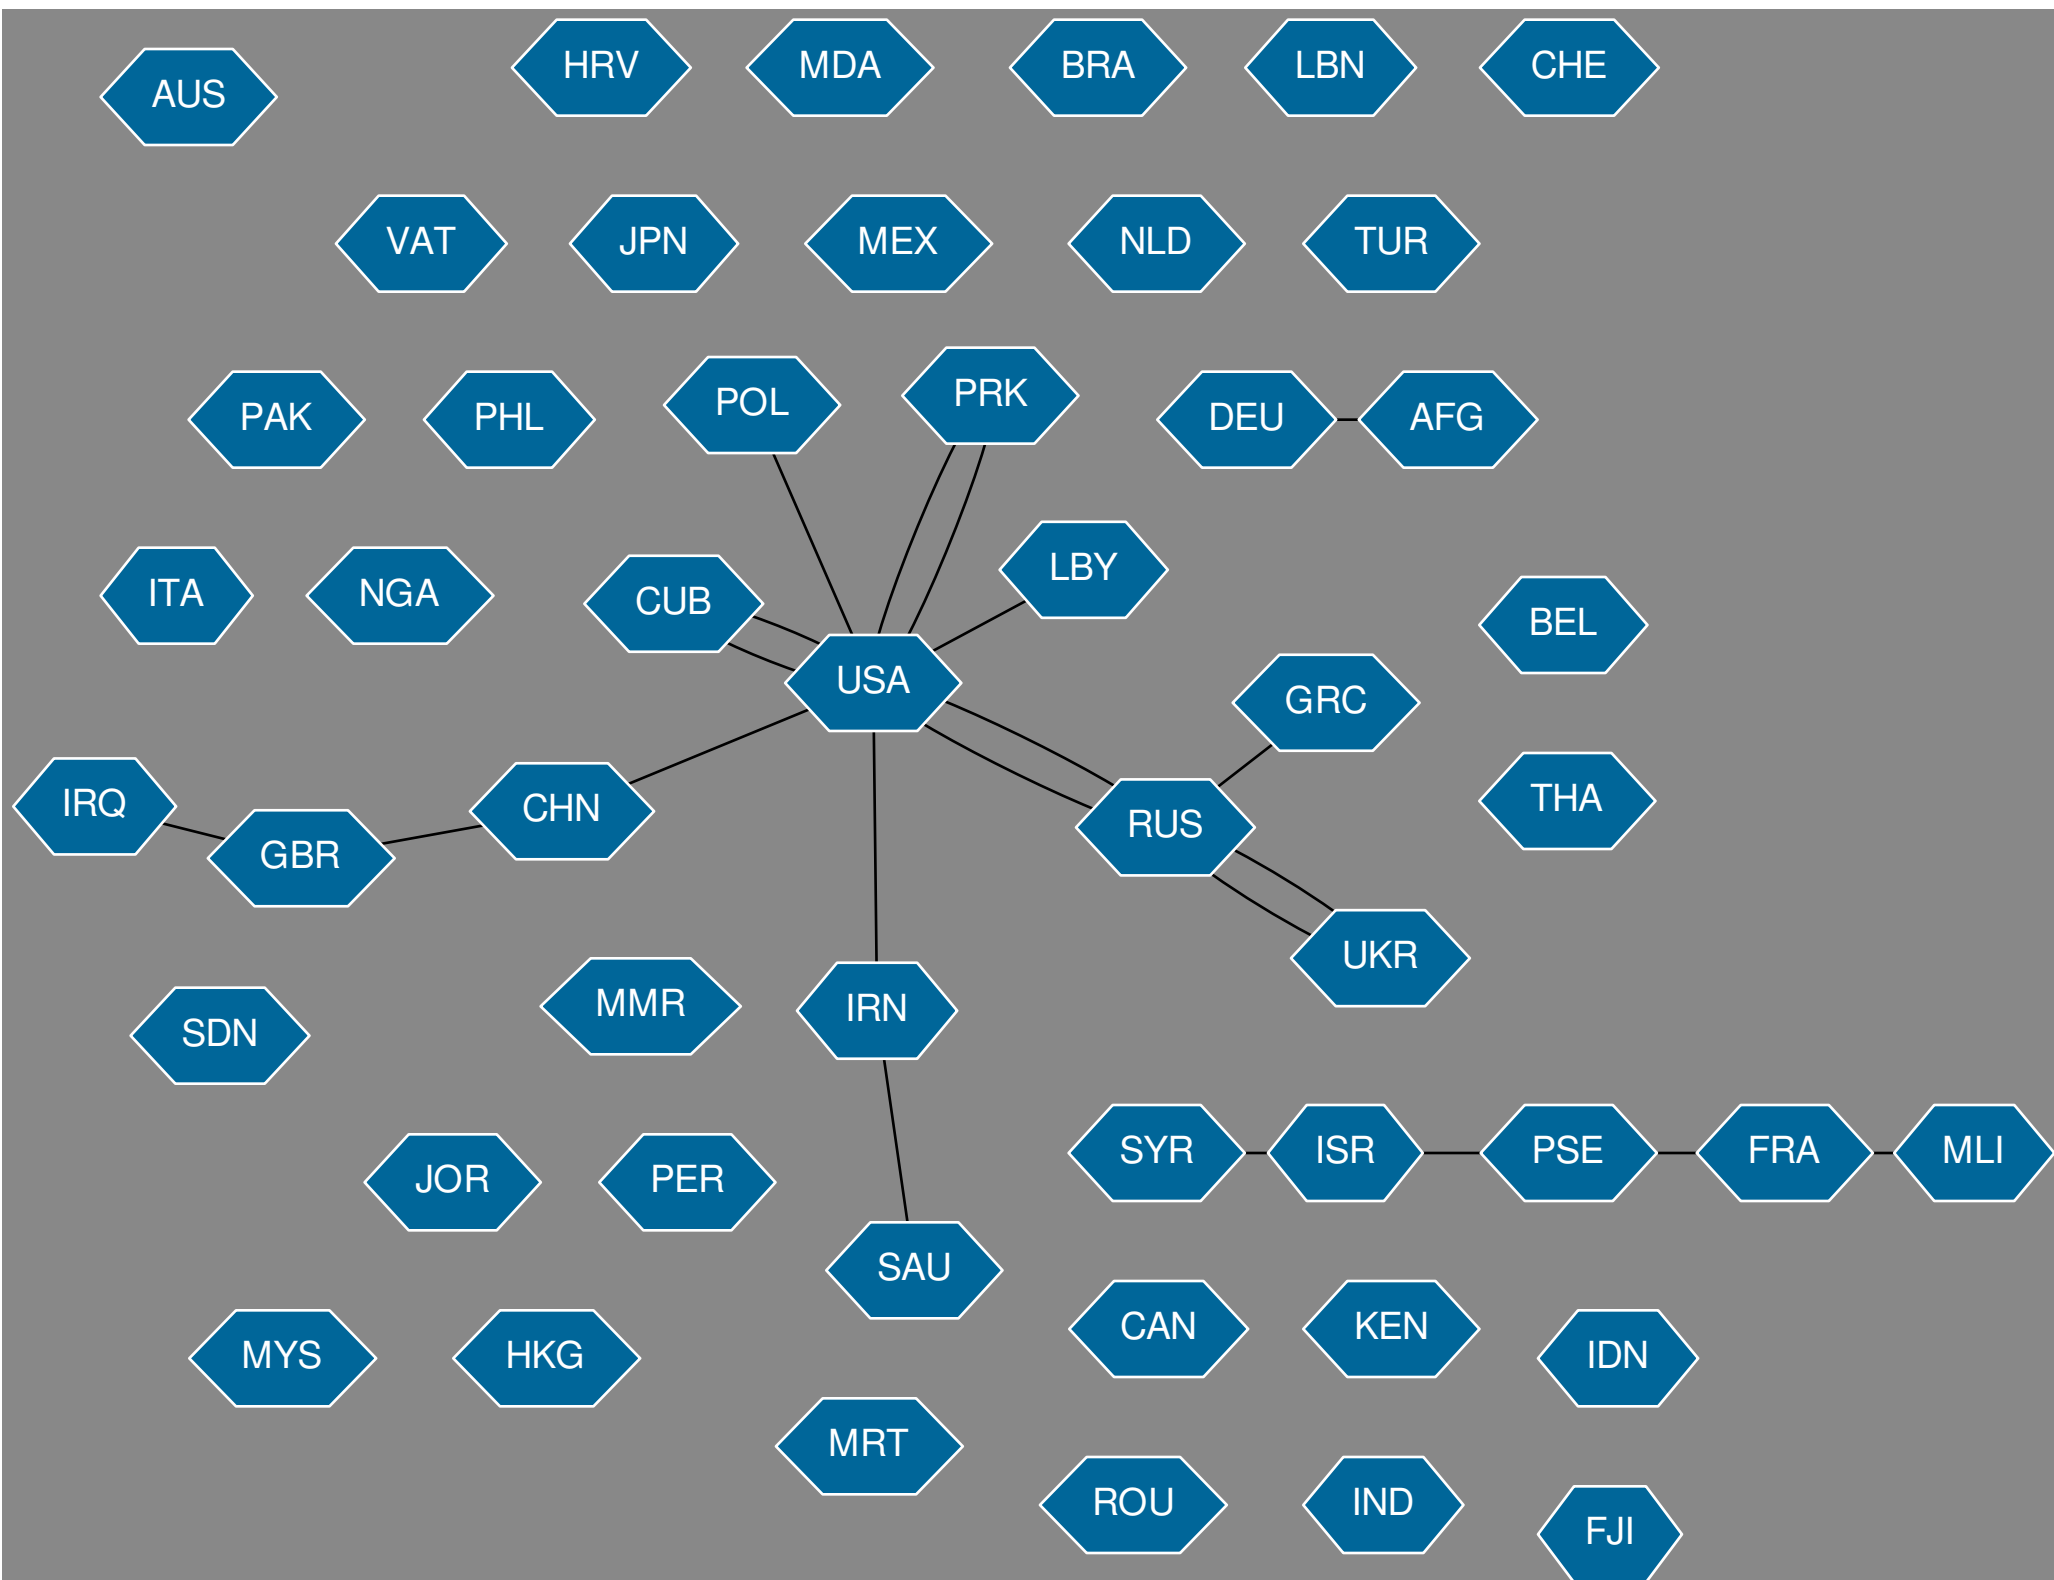 HRV
MDA
BRA
LBN
CHE
AUS
VAT
JPN
MEX
NLD
TUR
PAK
PHL
POL
PRK
DEU
AFG
ITA
NGA
CUB
LBY
BEL
USA
GRC
IRQ
GBR
CHN
RUS
THA
UKR
SDN
MMR
IRN
SYR
ISR
PSE
FRA
MLI
JOR
PER
SAU
CAN
KEN
IDN
MYS
HKG
MRT
ROU
IND
FJI